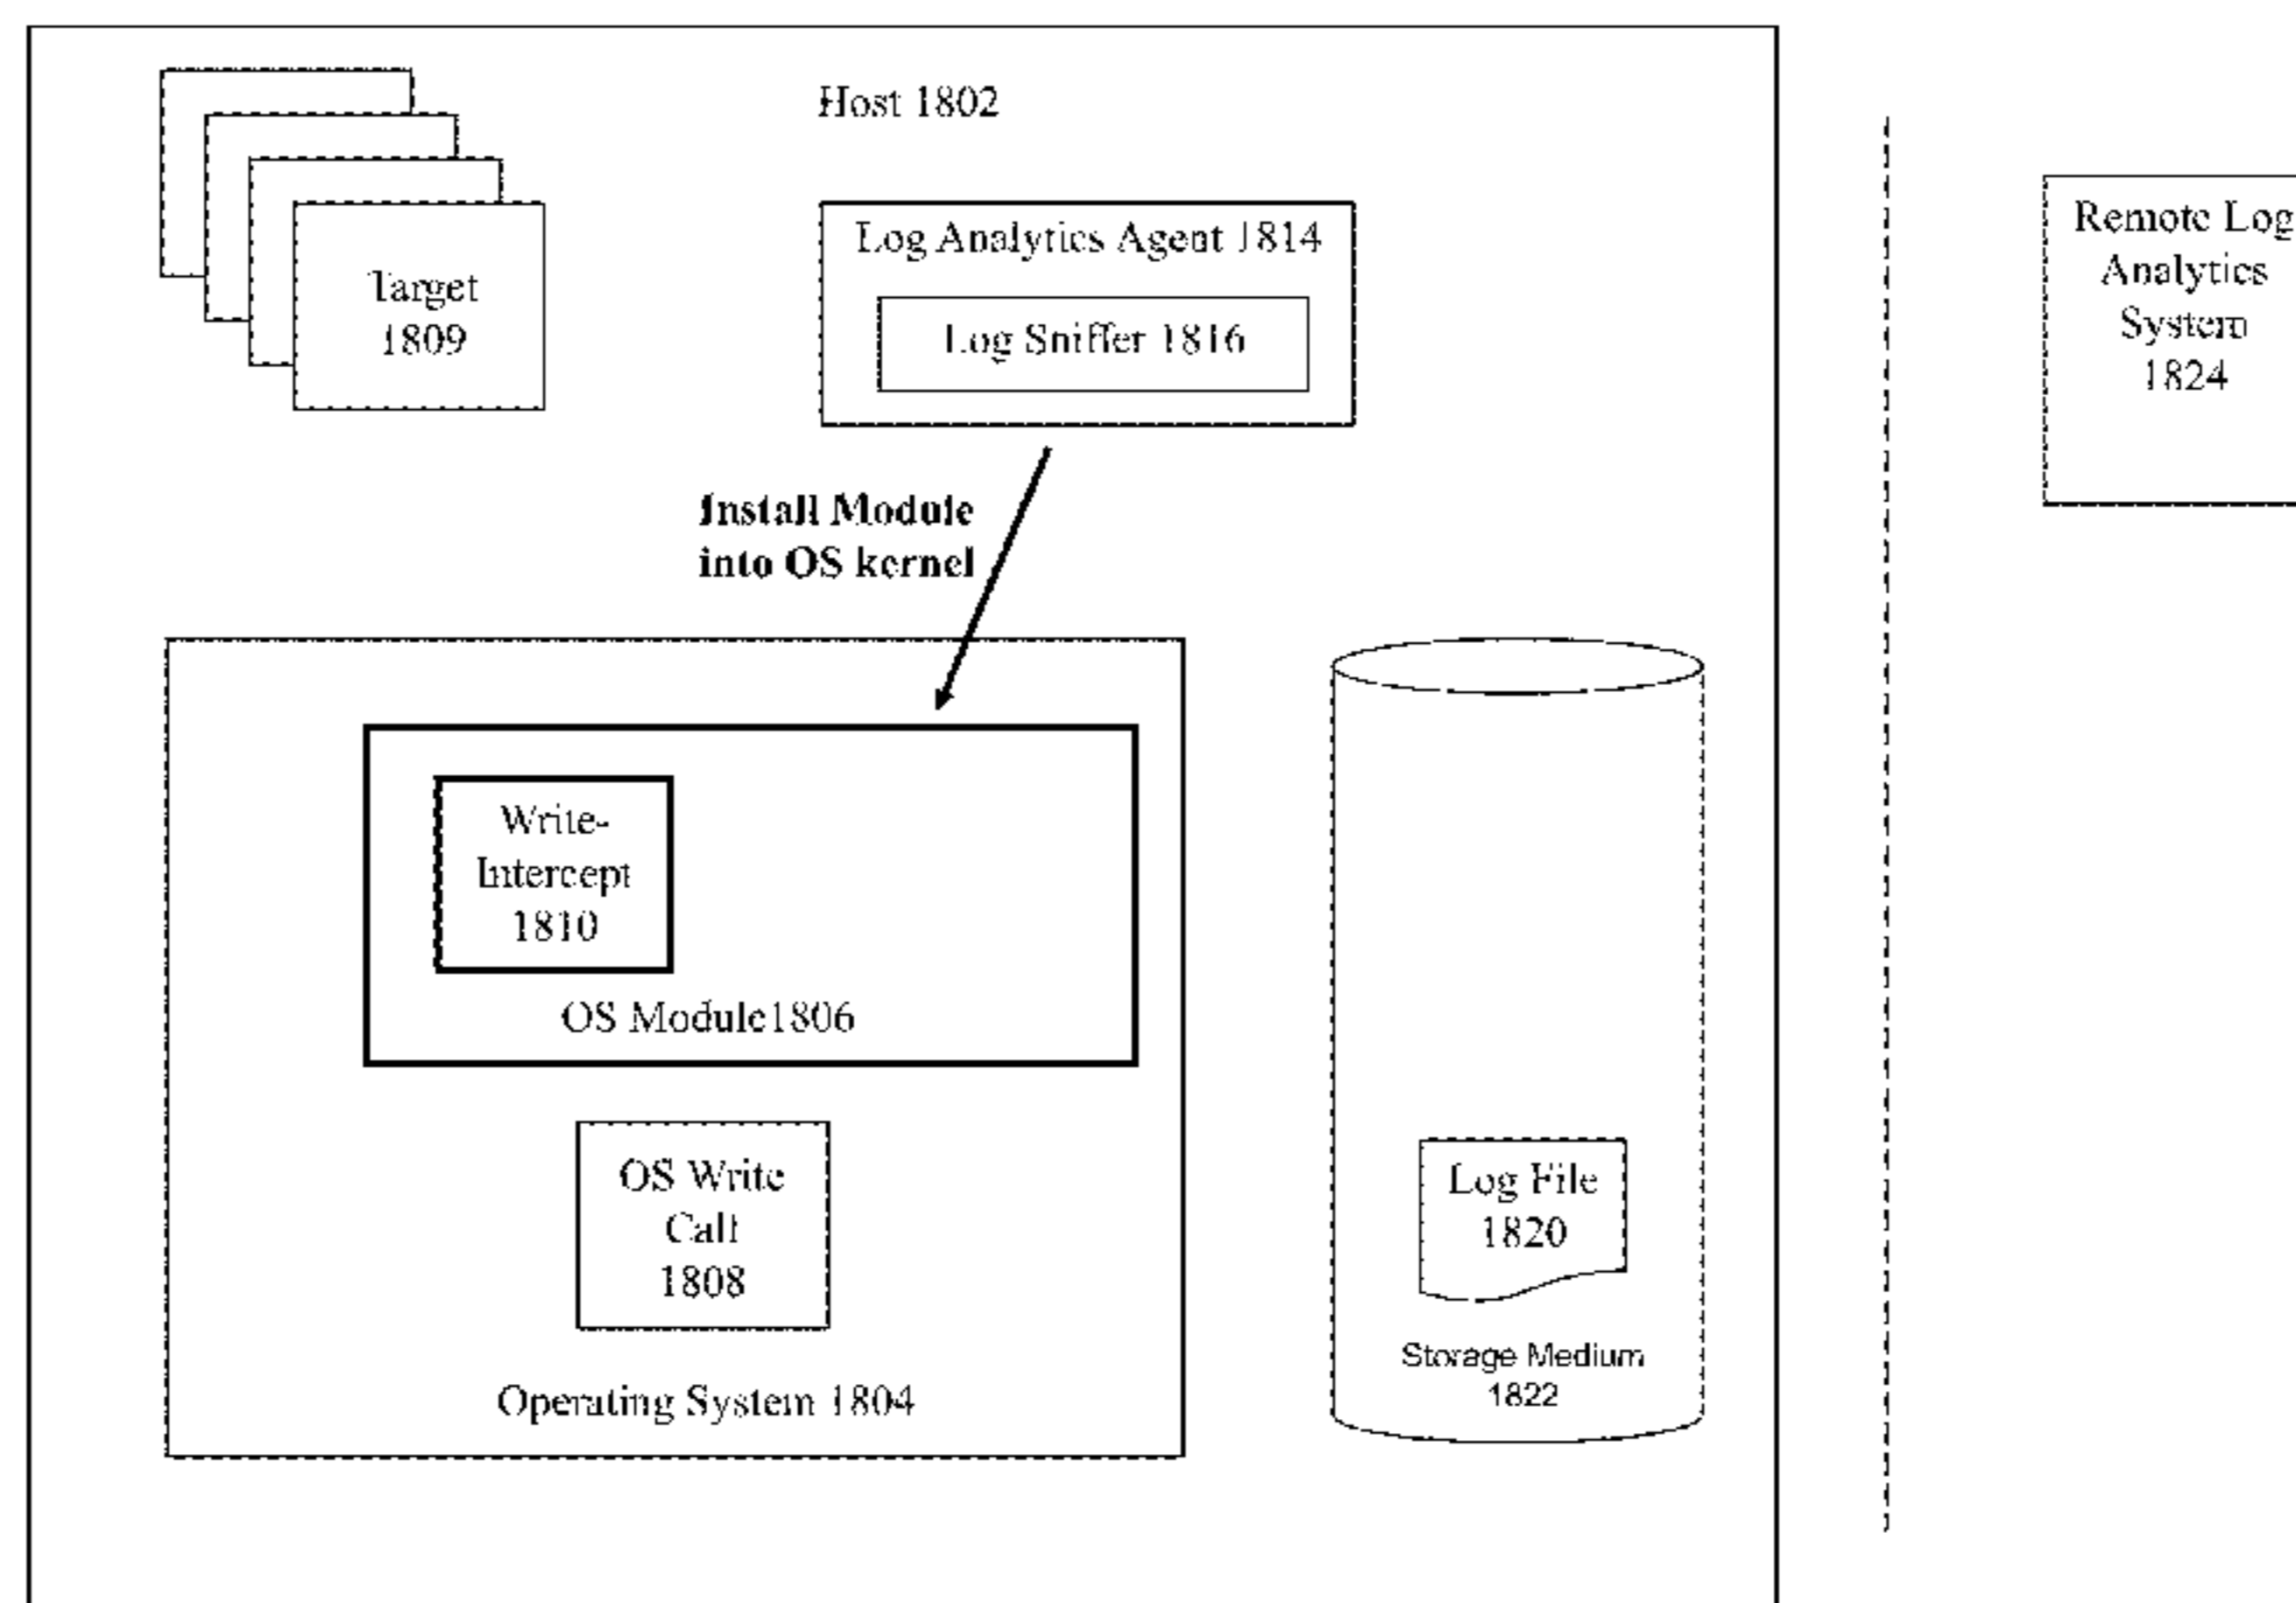 Host 1802
Target
1809
Log Analytics Agent 1814
Log Sniffer 1816
Remote Log
Analytics
System
1824
Install Module
into OS kernel
Write-
Intercept
1810
OS Module1806
OS Write
Call
1808
Operating System 1804
Log File
1820
Storage Medium
1822